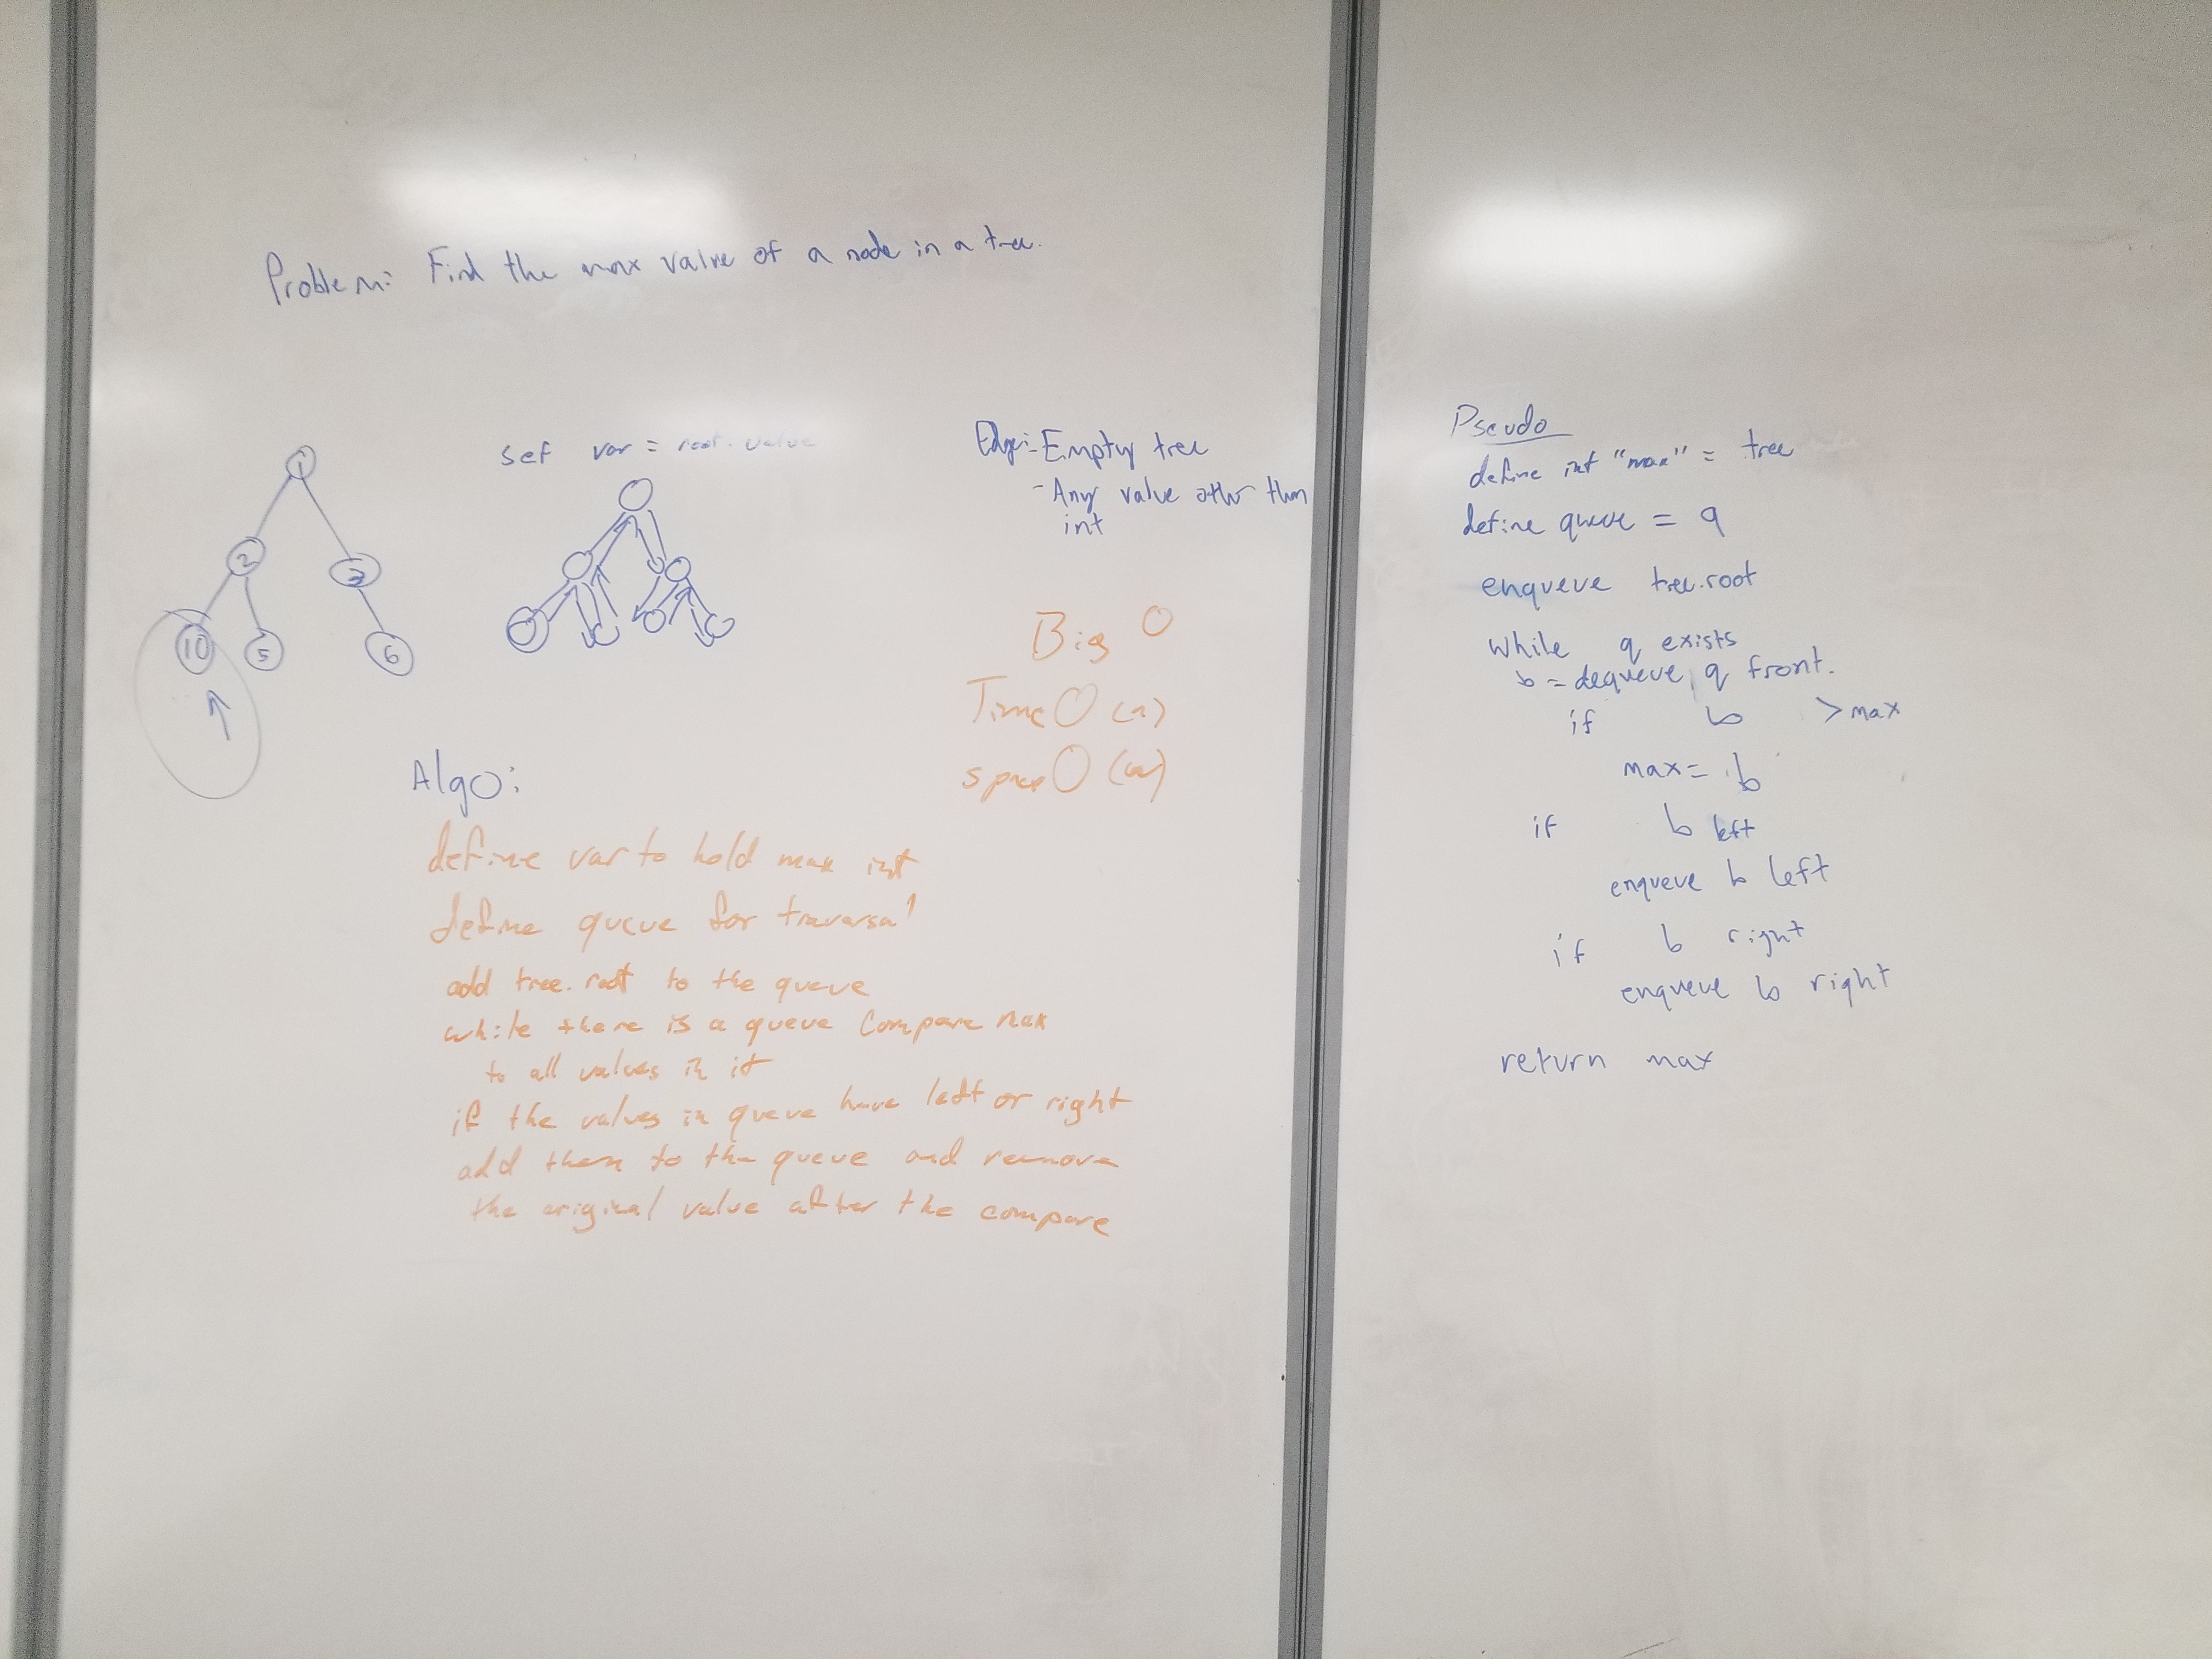 Problem: Find the max value of a node in a tree.
set var = root.value
1
2
3
10
5
6
Edge: - Empty tree
- Any value other than
int
Big O
Time O (n)
space O (w)
Algo:
define var to hold max int
define queue for traversal
add tree.root to the queue
while there is a queue compare max
to all values in it
if the values in queue have left or right
add them to the queue and remove
the original value after the compare
Pseudo
define int "max" = tree
define queue = q
enqueue tree.root
while q exists
b = dequeue q front.
if b > max
max = b
if b left
enqueue b left
if b right
enqueue b right
return max